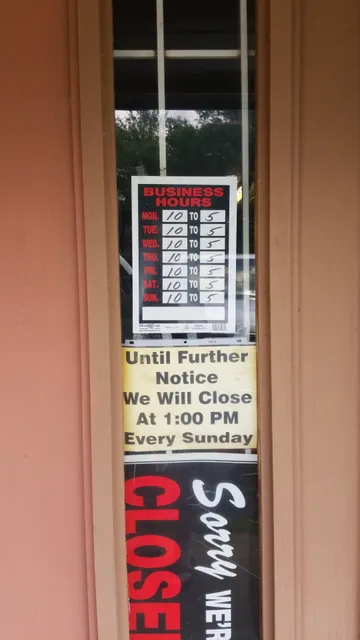 BUSINESS
HOURS
MON. 10 TO 5
TUE. 10 TO 5
WED. 10 TO 5
THU. 10 TO 5
FRI. 10 TO 5
SAT. 10 TO 5
SUN. 10 TO 5
Until Further
Notice
We Will Close
At 1:00 PM
Every Sunday
Sorry WE'R
CLOSE